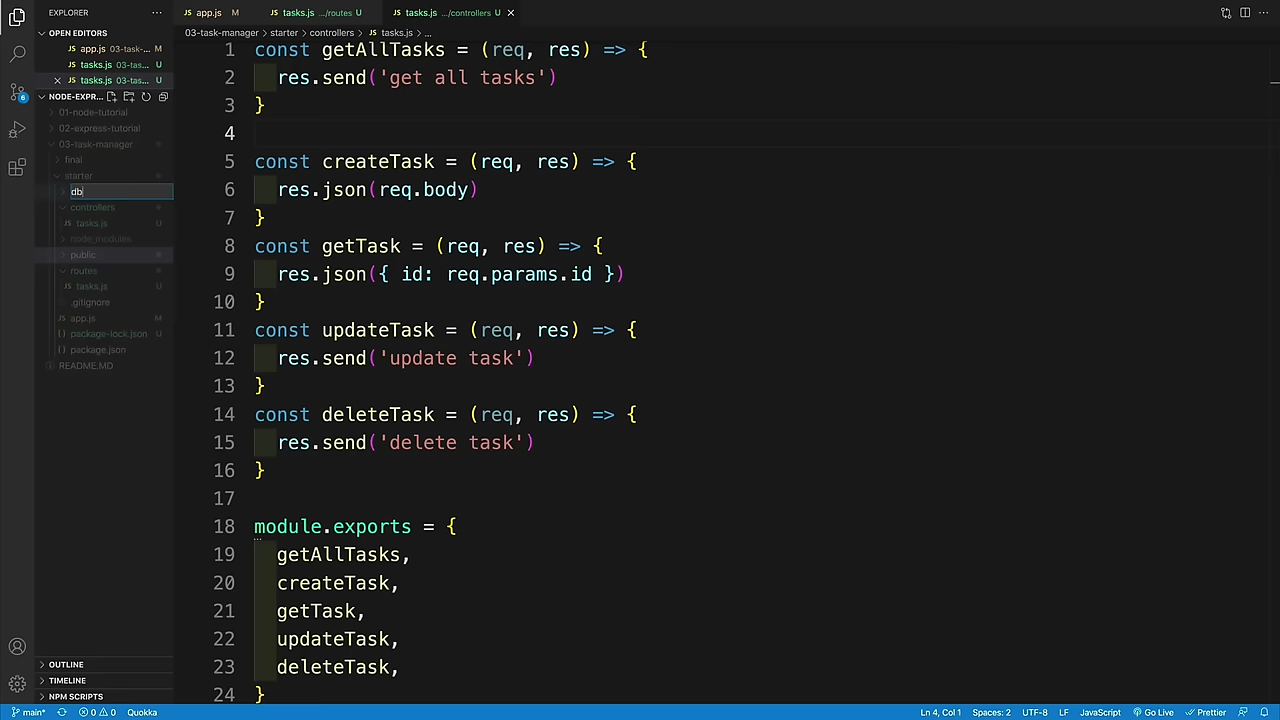 EXPLORER
OPEN EDITORS
app.js 03-task-... M
tasks.js 03-tas... U
tasks.js 03-tas... U
NODE-EXPR...
01-node-tutorial
02-express-tutorial
03-task-manager
final
starter
db
controllers
tasks.js U
node_modules
public
routes
tasks.js U
.gitignore
app.js M
package-lock.json U
package.json
README.MD
OUTLINE
TIMELINE
NPM SCRIPTS
app.js M
tasks.js .../routes U
tasks.js .../controllers U
03-task-manager > starter > controllers > tasks.js > ...
1 const getAllTasks = (req, res) => {
2 res.send('get all tasks')
3 }
4
5 const createTask = (req, res) => {
6 res.json(req.body)
7 }
8 const getTask = (req, res) => {
9 res.json({ id: req.params.id })
10 }
11 const updateTask = (req, res) => {
12 res.send('update task')
13 }
14 const deleteTask = (req, res) => {
15 res.send('delete task')
16 }
17
18 module.exports = {
19 getAllTasks,
20 createTask,
21 getTask,
22 updateTask,
23 deleteTask,
24 }
6
main* 0 0 Quokka
Ln 4, Col 1 Spaces: 2 UTF-8 LF JavaScript Go Live Prettier